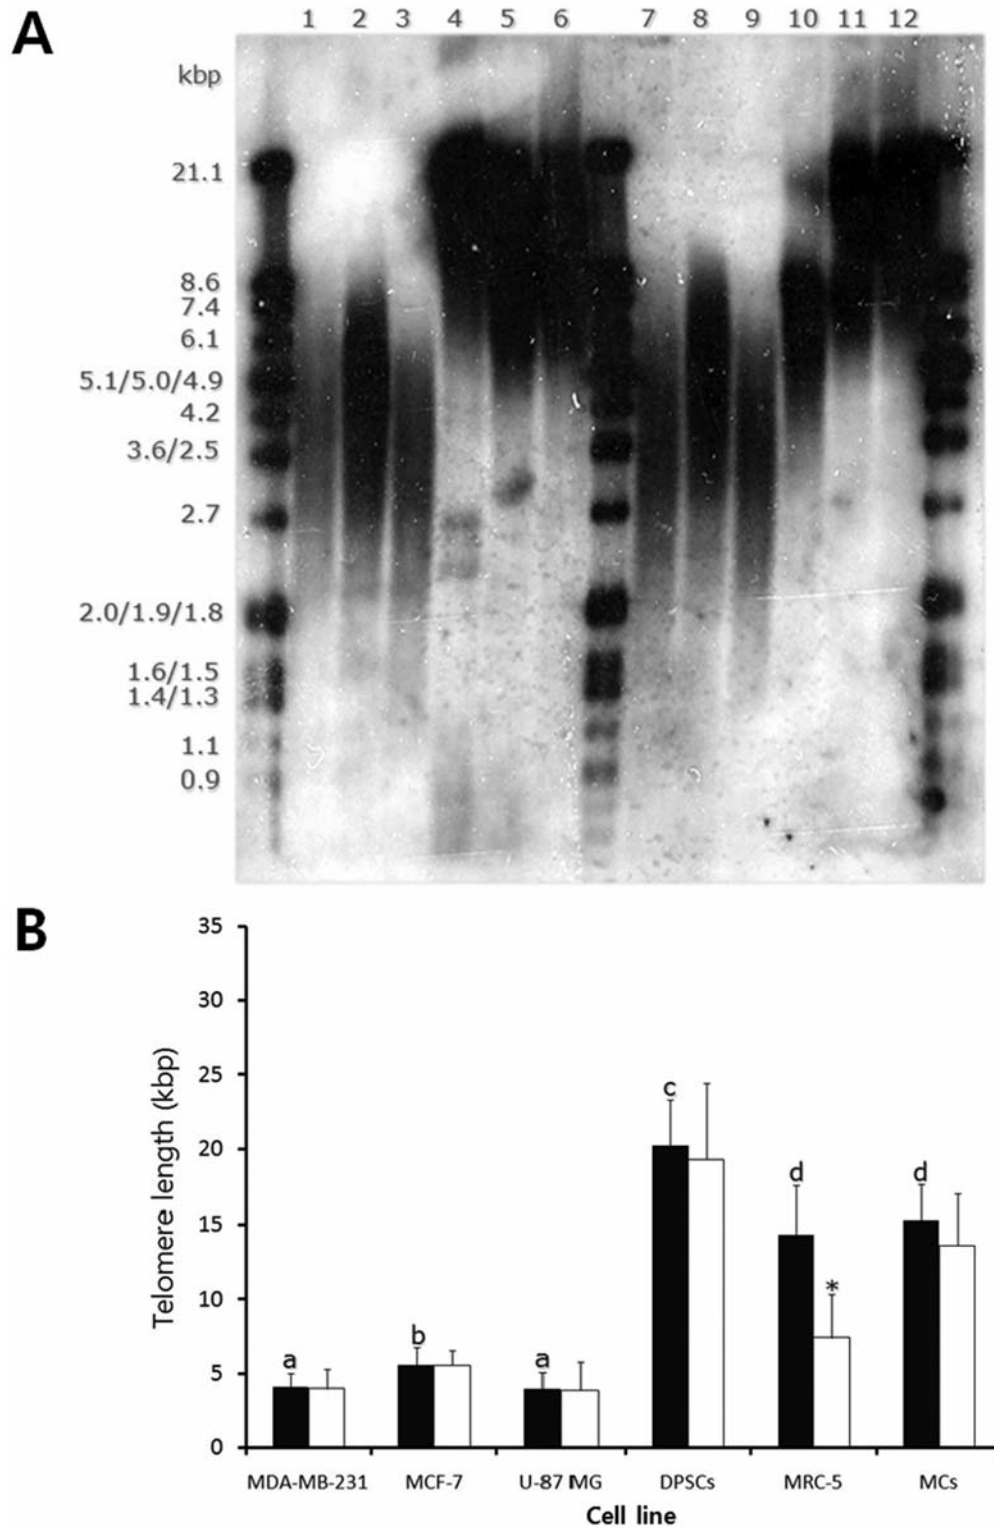 A
1 2 3 4 5 6 7 8 9 10 11 12
kbp
21.1
8.6
7.4
6.1
5.1/5.0/4.9
4.2
3.6/2.5
2.7
2.0/1.9/1.8
1.6/1.5
1.4/1.3
1.1
0.9
B
35
30
25
20
15
10
5
0
Telomere length (kbp)
a
b
a
c
d
*
d
MDA-MB-231 MCF-7 U-87 MG DPSCs MRC-5 MCs
Cell line